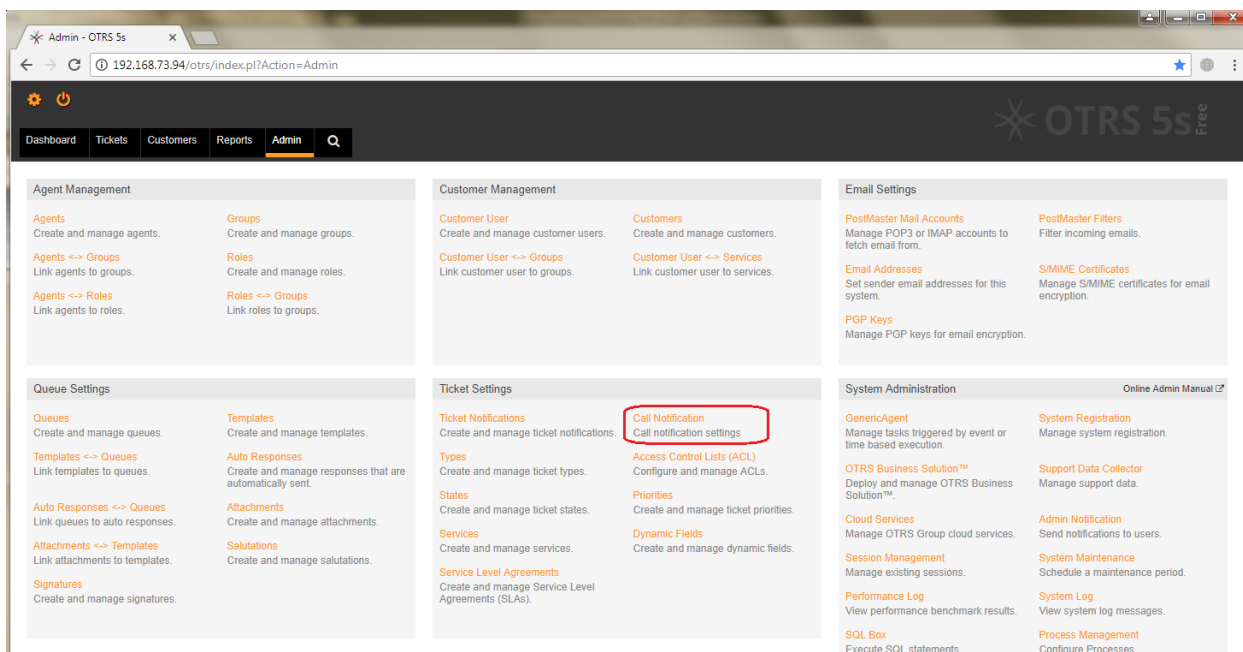 Admin - OTRS 5s
192.168.73.94/otrs/index.pl?Action=Admin
OTRS 5s Free
Dashboard Tickets Customers Reports Admin
Agent Management
Agents
Create and manage agents.
Groups
Create and manage groups.
Agents <-> Groups
Link agents to groups.
Roles
Create and manage roles.
Agents <-> Roles
Link agents to roles.
Roles <-> Groups
Link roles to groups.
Customer Management
Customer User
Create and manage customer users.
Customers
Create and manage customers.
Customer User <-> Groups
Link customer user to groups.
Customer User <-> Services
Link customer user to services.
Email Settings
PostMaster Mail Accounts
Manage POP3 or IMAP accounts to
fetch email from.
PostMaster Filters
Filter incoming emails.
Email Addresses
Set sender email addresses for this
system.
S/MIME Certificates
Manage S/MIME certificates for email
encryption.
PGP Keys
Manage PGP keys for email encryption.
Queue Settings
Queues
Create and manage queues.
Templates
Create and manage templates.
Templates <-> Queues
Link templates to queues.
Auto Responses
Create and manage responses that are
automatically sent.
Auto Responses <-> Queues
Link queues to auto responses.
Attachments
Create and manage attachments.
Attachments <-> Templates
Link attachments to templates.
Salutations
Create and manage salutations.
Signatures
Create and manage signatures.
Ticket Settings
Ticket Notifications
Create and manage ticket notifications.
Call Notification
Call notification settings
Types
Create and manage ticket types.
Access Control Lists (ACL)
Configure and manage ACLs.
States
Create and manage ticket states.
Priorities
Create and manage ticket priorities.
Services
Create and manage services.
Dynamic Fields
Create and manage dynamic fields.
Service Level Agreements
Create and manage Service Level
Agreements (SLAs).
System Administration
Online Admin Manual
GenericAgent
Manage tasks triggered by event or
time based execution.
System Registration
Manage system registration.
OTRS Business Solution™
Deploy and manage OTRS Business
Solution™.
Support Data Collector
Manage support data.
Cloud Services
Manage OTRS Group cloud services.
Admin Notification
Send notifications to users.
Session Management
Manage existing sessions.
System Maintenance
Schedule a maintenance period.
Performance Log
View performance benchmark results.
System Log
View system log messages.
SQL Box
Execute SQL statements.
Process Management
Configure Processes.